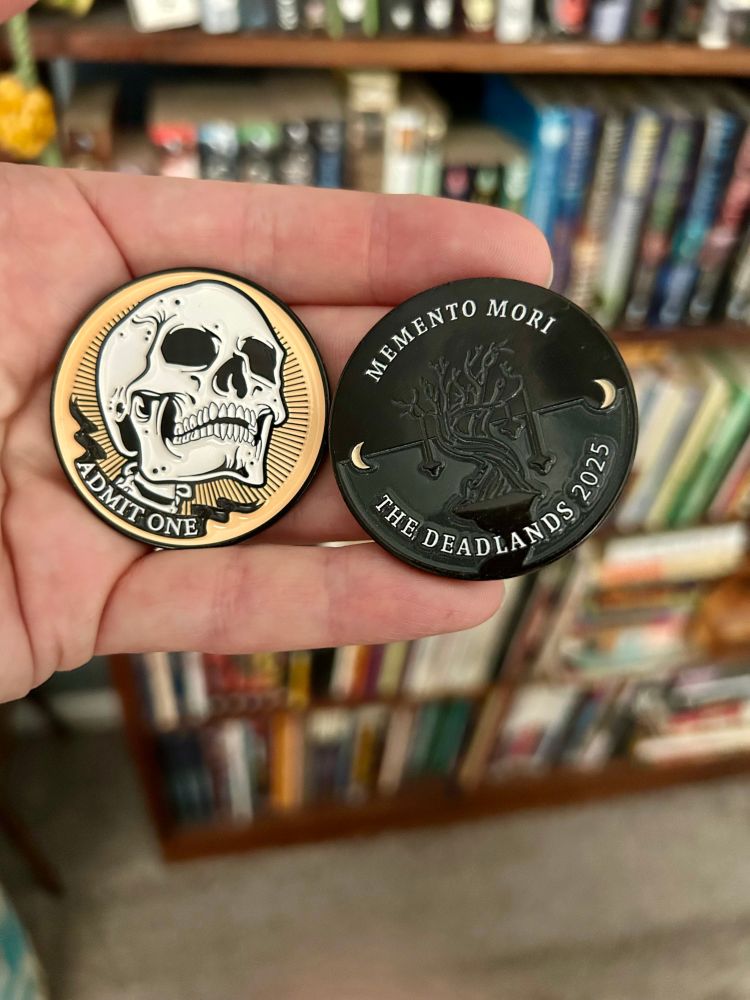 ADMIT ONE
MEMENTO MORI
THE DEADLANDS 2025